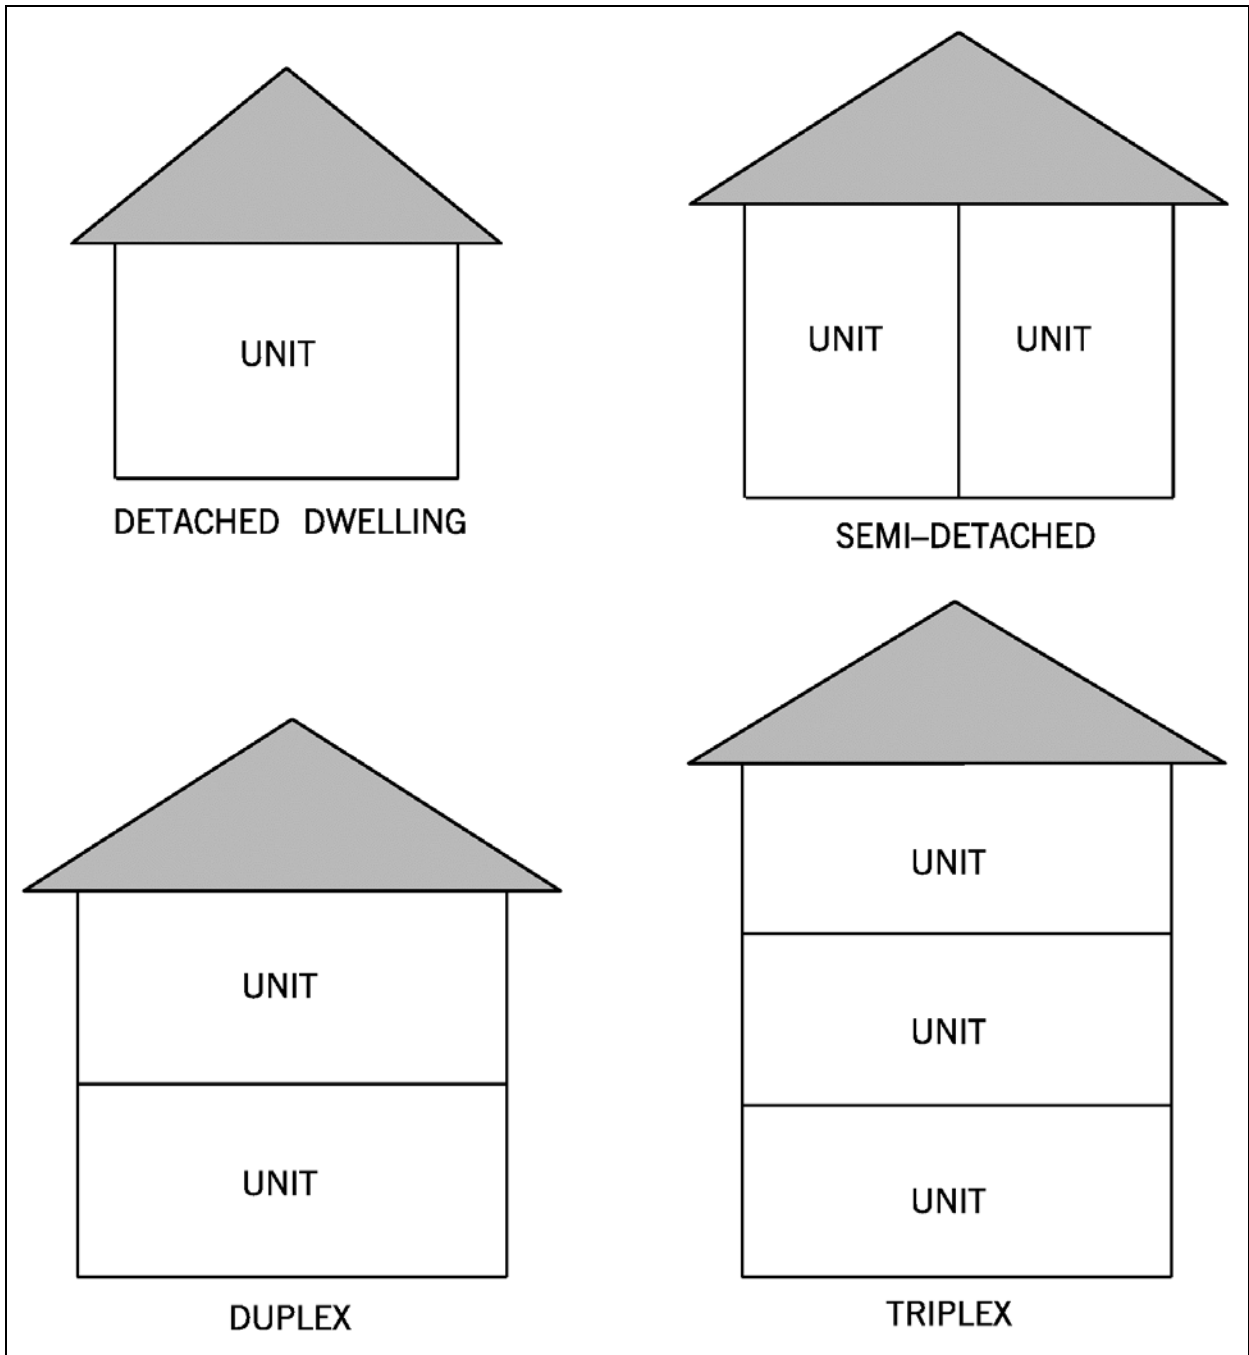 UNIT
DETACHED DWELLING
UNIT UNIT
SEMI–DETACHED
UNIT
UNIT
DUPLEX
UNIT
UNIT
UNIT
TRIPLEX